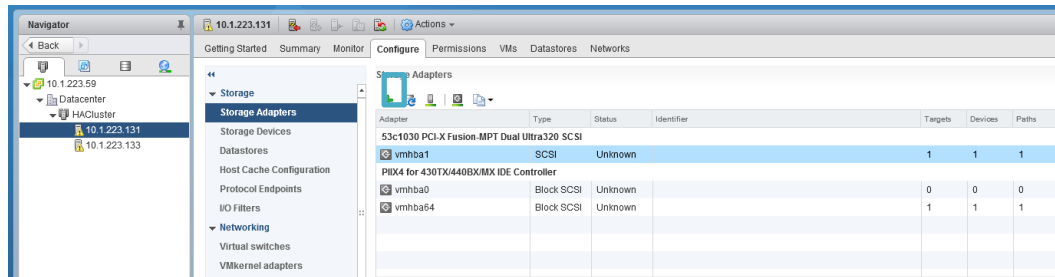 Navigator
10.1.223.131 Actions
Back
Getting Started Summary Monitor Configure Permissions VMs Datastores Networks
10.1.223.59
Datacenter
HACluster
10.1.223.131
10.1.223.133
Storage
Storage Adapters
Storage Devices
Datastores
Host Cache Configuration
Protocol Endpoints
I/O Filters
Networking
Virtual switches
VMkernel adapters
Storage Adapters
Adapter Type Status Identifier Targets Devices Paths
53c1030 PCI-X Fusion-MPT Dual Ultra320 SCSI
vmhba1 SCSI Unknown 1 1 1
PIIX4 for 430TX/440BX/MX IDE Controller
vmhba0 Block SCSI Unknown 0 0 0
vmhba64 Block SCSI Unknown 1 1 1